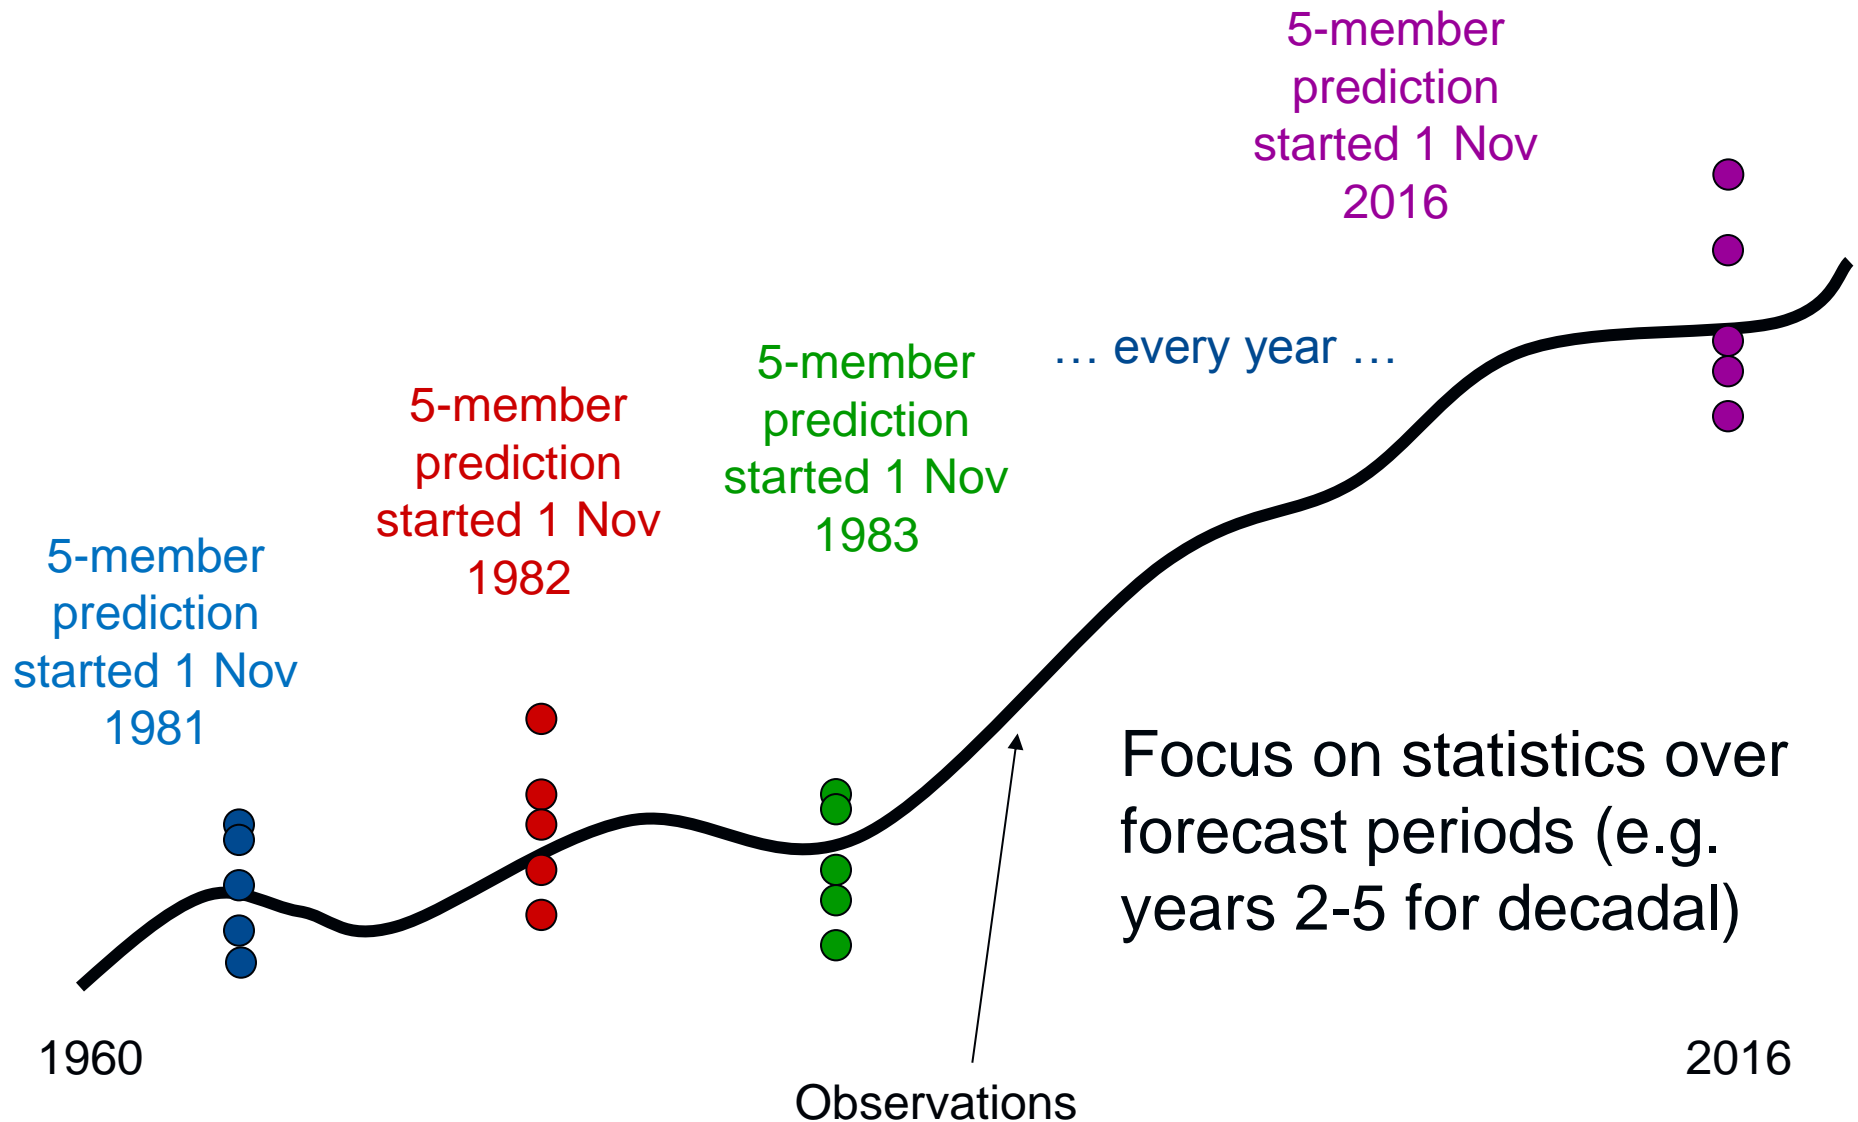 5-member
prediction
started 1 Nov
2016
… every year …
5-member
prediction
started 1 Nov
1983
5-member
prediction
started 1 Nov
1982
5-member
prediction
started 1 Nov
1981
Focus on statistics over
forecast periods (e.g.
years 2-5 for decadal)
1960
2016
Observations